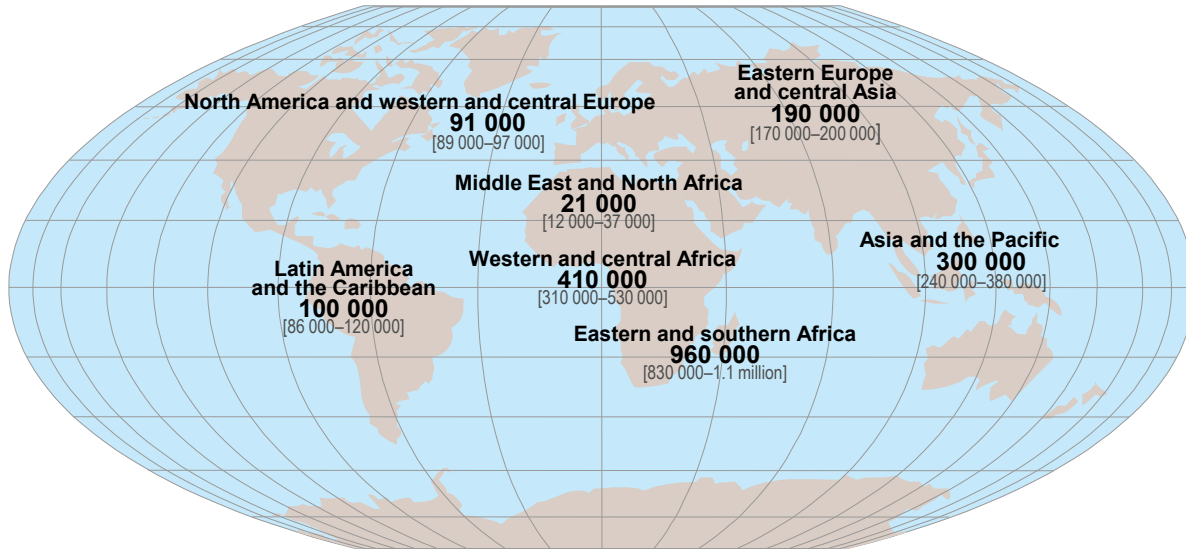 Eastern Europe
and central Asia
190 000
[170 000–200 000]
North America and western and central Europe
91 000
[89 000–97 000]
Middle East and North Africa
21 000
[12 000–37 000]
Asia and the Pacific
300 000
[240 000–380 000]
Western and central Africa
410 000
[310 000–530 000]
Latin America
and the Caribbean
100 000
[86 000–120 000]
Eastern and southern Africa
960 000
[830 000–1.1 million]